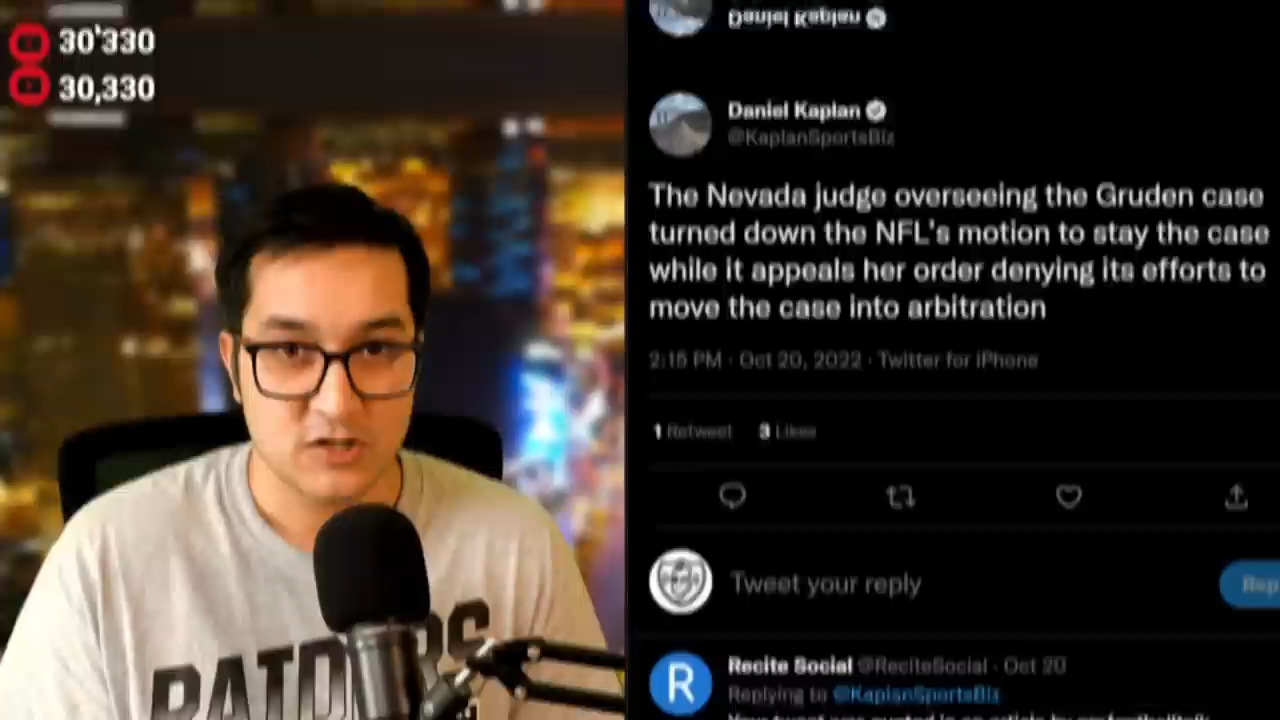 30'330
30,330
Daniel Kaplan
Daniel Kaplan
@KaplanSportsBiz
The Nevada judge overseeing the Gruden case
turned down the NFL's motion to stay the case
while it appeals her order denying its efforts to
move the case into arbitration
2:15 PM · Oct 20, 2022 · Twitter for iPhone
1 Retweet 3 Likes
Tweet your reply
Rep
R
Recite Social @ReciteSocial · Oct 20
Replying to @KaplanSportsBiz
RAIDERS